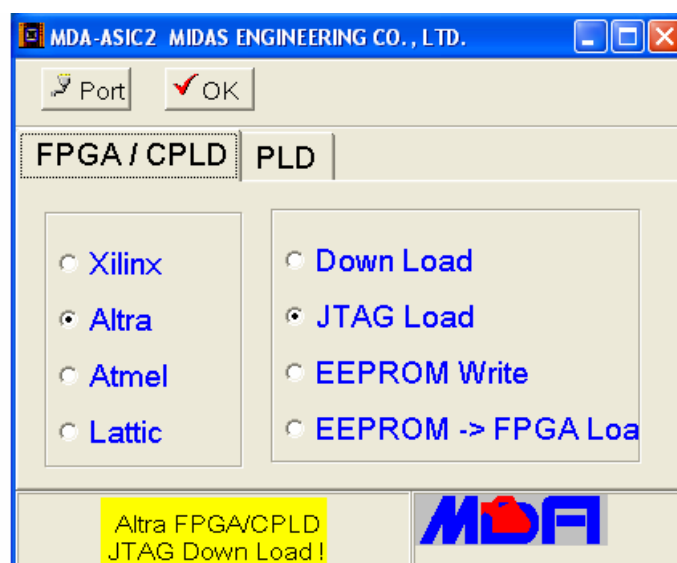 MDA-ASIC2 MIDAS ENGINEERING CO., LTD.
Port OK
FPGA / CPLD PLD
Xilinx
Altra
Atmel
Lattic
Down Load
JTAG Load
EEPROM Write
EEPROM -> FPGA Loa
Altra FPGA/CPLD
JTAG Down Load !
MDA